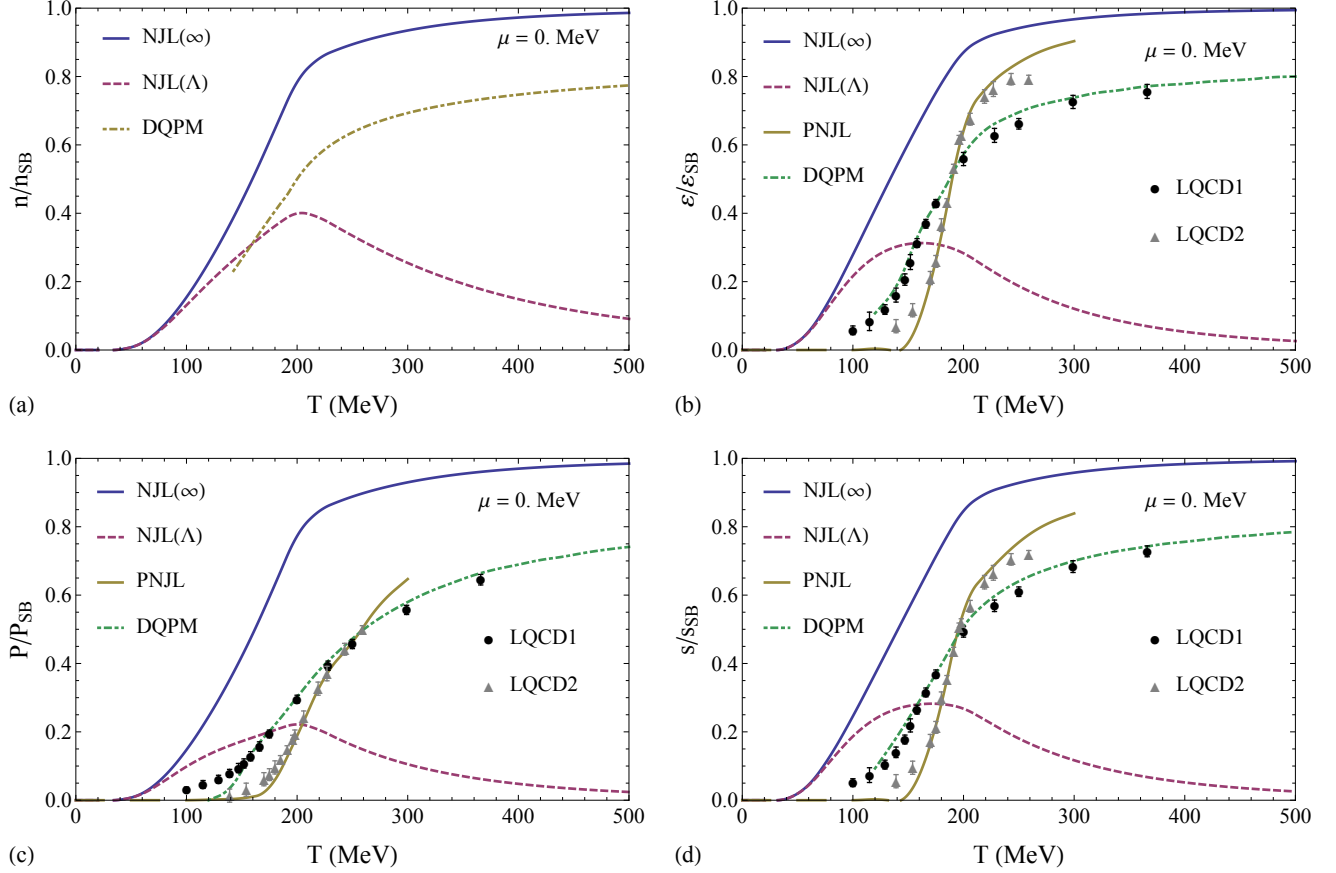 1.0
0.8
0.6
0.4
0.2
0.0
n/n_SB
NJL(∞)
NJL(Λ)
DQPM
μ = 0. MeV
0 100 200 300 400 500
T (MeV)
(a)
1.0
0.8
0.6
0.4
0.2
0.0
ε/ε_SB
NJL(∞)
NJL(Λ)
PNJL
DQPM
μ = 0. MeV
LQCD1
LQCD2
0 100 200 300 400 500
T (MeV)
(b)
1.0
0.8
0.6
0.4
0.2
0.0
P/P_SB
NJL(∞)
NJL(Λ)
PNJL
DQPM
μ = 0. MeV
LQCD1
LQCD2
0 100 200 300 400 500
T (MeV)
(c)
1.0
0.8
0.6
0.4
0.2
0.0
s/s_SB
NJL(∞)
NJL(Λ)
PNJL
DQPM
μ = 0. MeV
LQCD1
LQCD2
0 100 200 300 400 500
T (MeV)
(d)